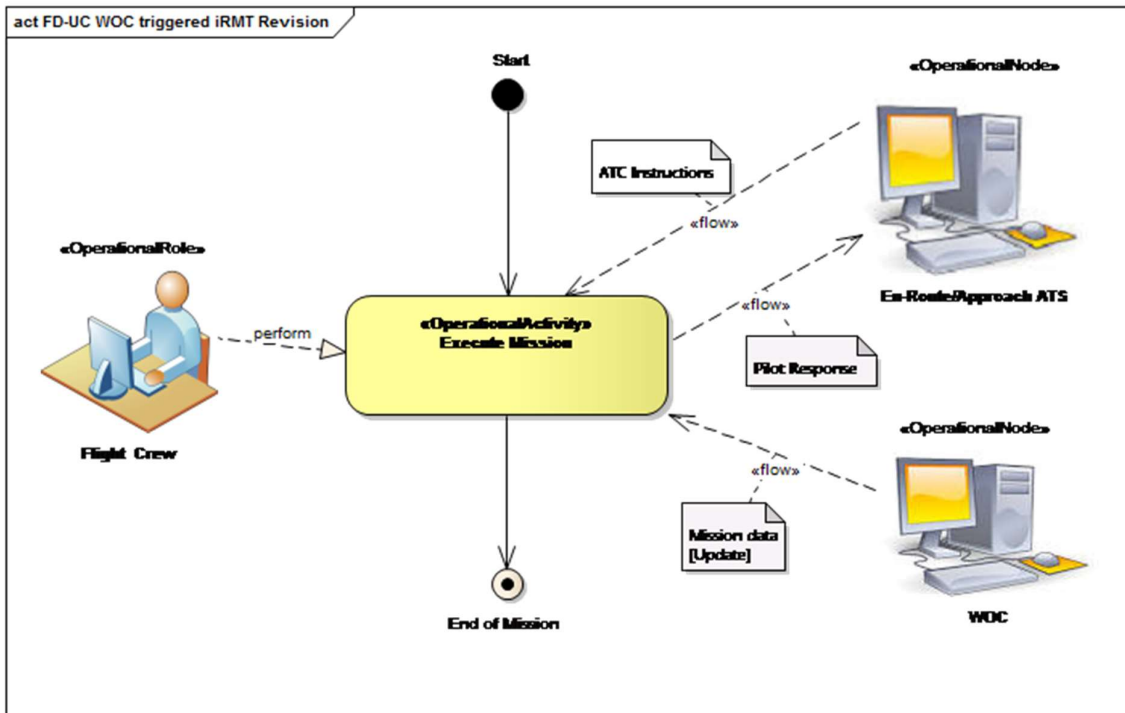 act FD-UC WOC triggered iRMT Revision
Start
«OperationalNode»
ATC Instructions
«flow»
«OperationalRole»
En-Route/Approach ATS
«flow»
perform
«OperationalActivity»
Execute Mission
Pilot Response
«OperationalNode»
Flight Crew
«flow»
Mission data
[Update]
WOC
End of Mission